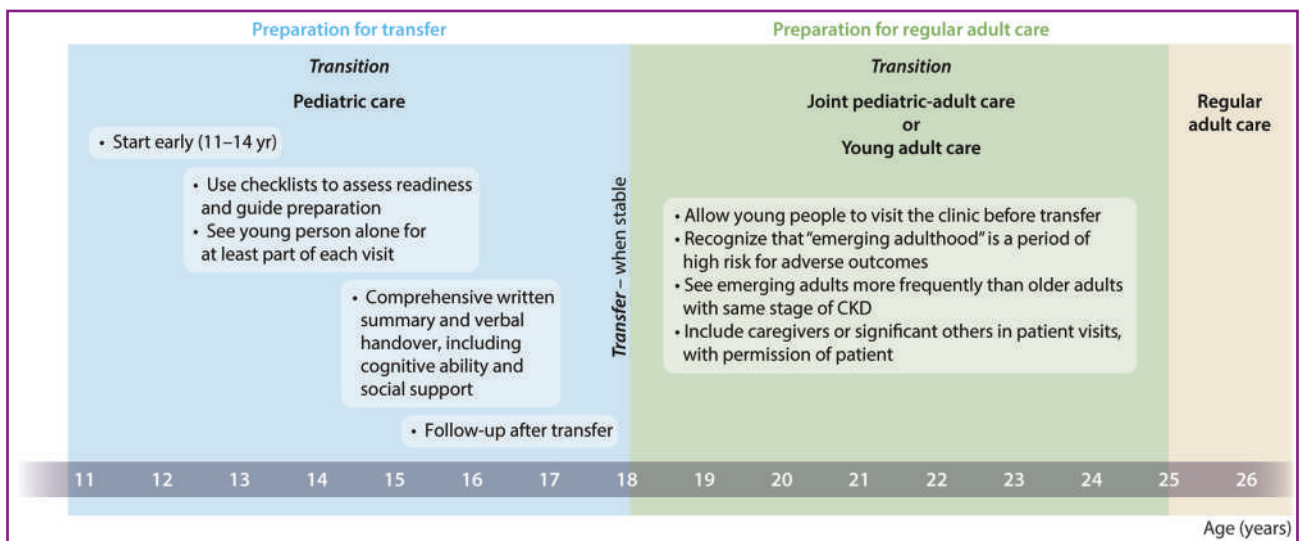 Preparation for transfer
Preparation for regular adult care
Transition
Pediatric care
• Start early (11–14 yr)
• Use checklists to assess readiness
and guide preparation
• See young person alone for
at least part of each visit
• Comprehensive written
summary and verbal
handover, including
cognitive ability and
social support
• Follow-up after transfer
Transfer – when stable
Transition
Joint pediatric-adult care
or
Young adult care
• Allow young people to visit the clinic before transfer
• Recognize that “emerging adulthood” is a period of
high risk for adverse outcomes
• See emerging adults more frequently than older adults
with same stage of CKD
• Include caregivers or significant others in patient visits,
with permission of patient
Regular
adult care
11 12 13 14 15 16 17 18 19 20 21 22 23 24 25 26
Age (years)